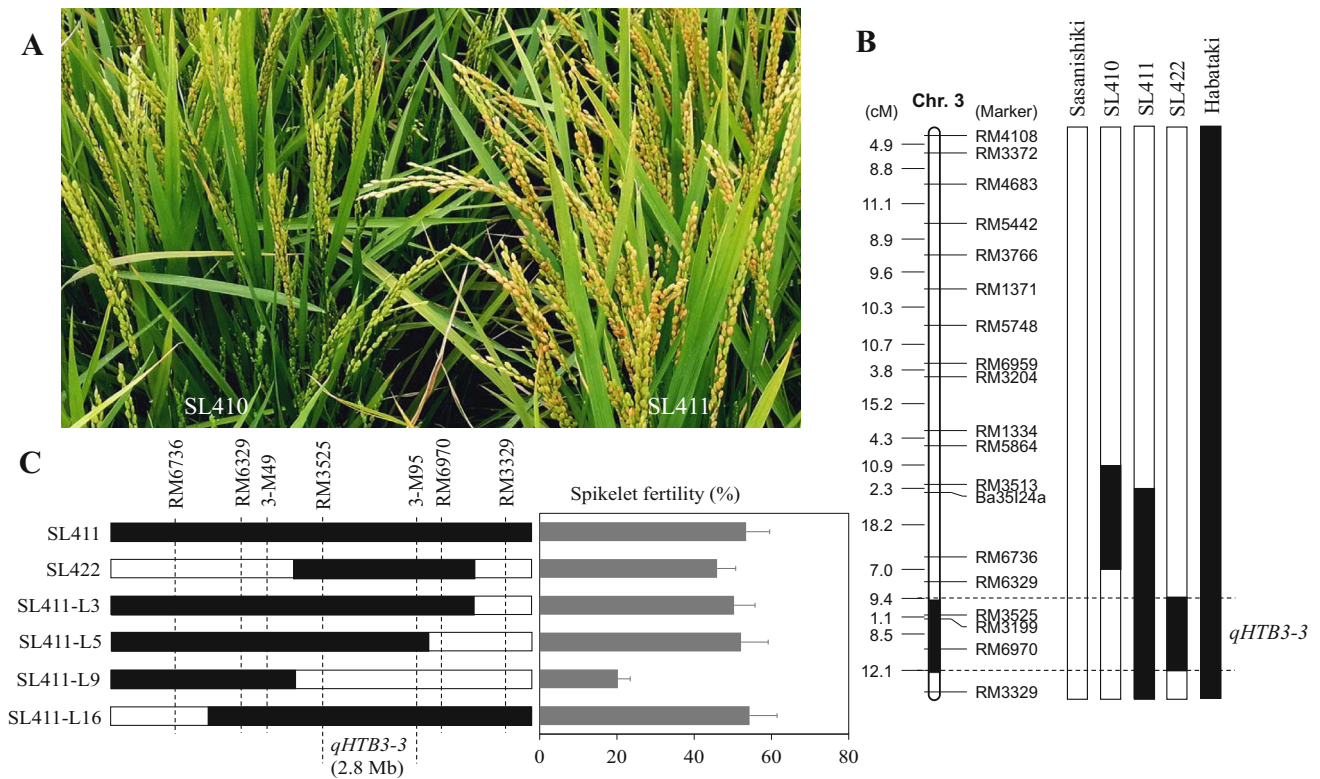 A
SL410
SL411
B
(cM)
Chr. 3
(Marker)
Sasanishiki
SL410
SL411
SL422
Habataki
4.9
8.8
11.1
8.9
9.6
10.3
10.7
3.8
15.2
4.3
10.9
2.3
18.2
7.0
9.4
1.1
8.5
12.1
RM4108
RM3372
RM4683
RM5442
RM3766
RM1371
RM5748
RM6959
RM3204
RM1334
RM5864
RM3513
Ba35I24a
RM6736
RM6329
RM3525
RM3199
RM6970
RM3329
qHTB3-3
C
RM6736
RM6329
3-M49
RM3525
3-M95
RM6970
RM3329
Spikelet fertility (%)
SL411
SL422
SL411-L3
SL411-L5
SL411-L9
SL411-L16
qHTB3-3
(2.8 Mb)
0 20 40 60 80